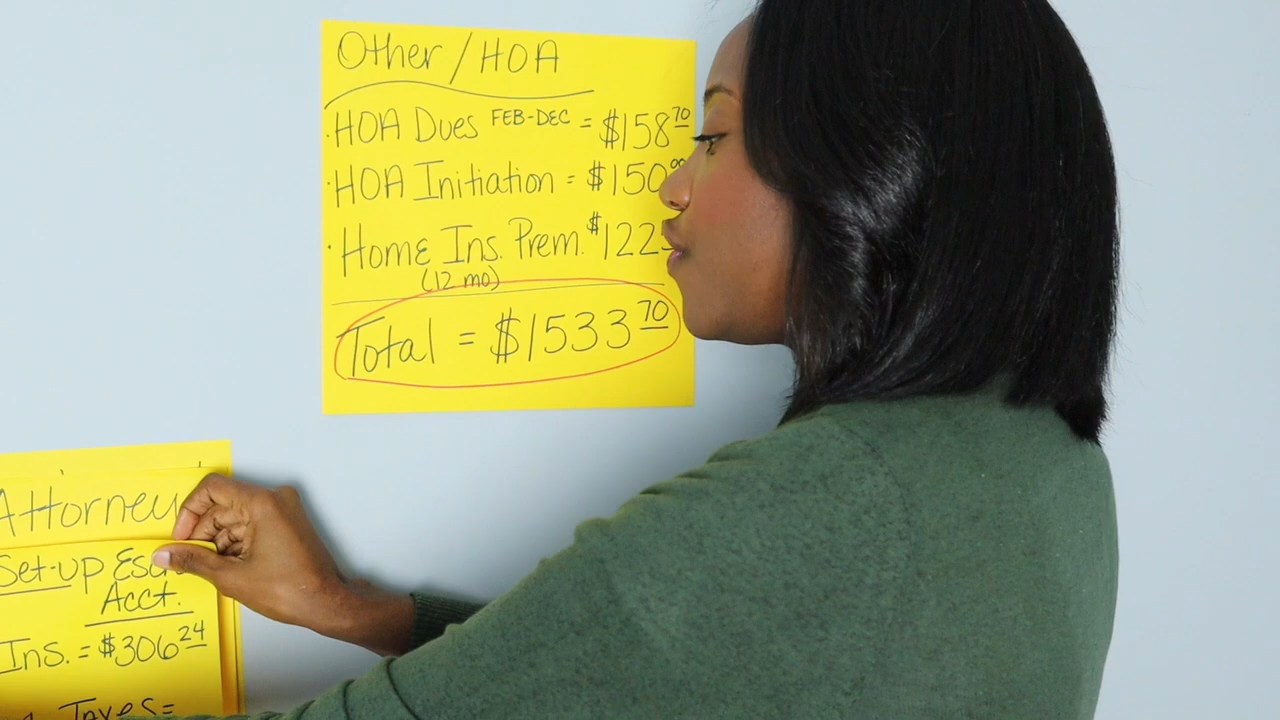 Other / HOA
· HOA Dues FEB-DEC = $158 70
· HOA Initiation = $150 00
· Home Ins. Prem. $122
(12 mo)
Total = $1533 70
Attorney
Set-up
Acct.
Ins. = $306 24
Taxes =